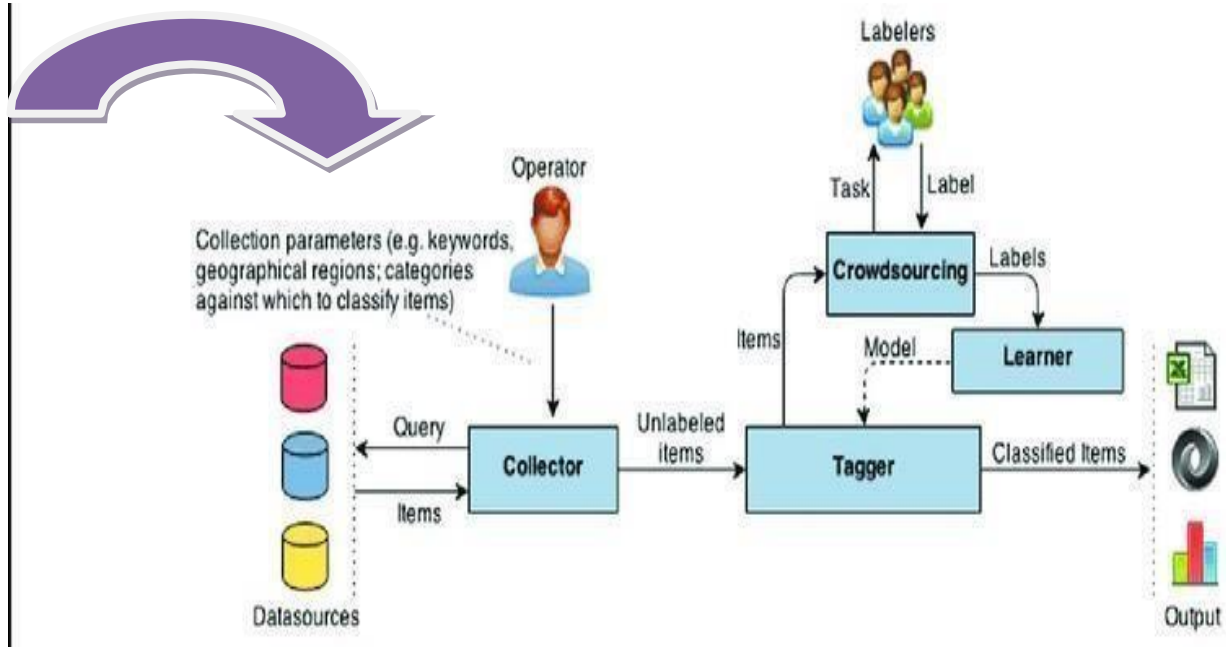 Labelers
Operator
Task
Label
Collection parameters (e.g. keywords,
geographical regions; categories
against which to classify items)
Crowdsourcing
Labels
Items
Model
Learner
Query
Collector
Unlabeled
items
Tagger
Classified Items
Items
Datasources
Output